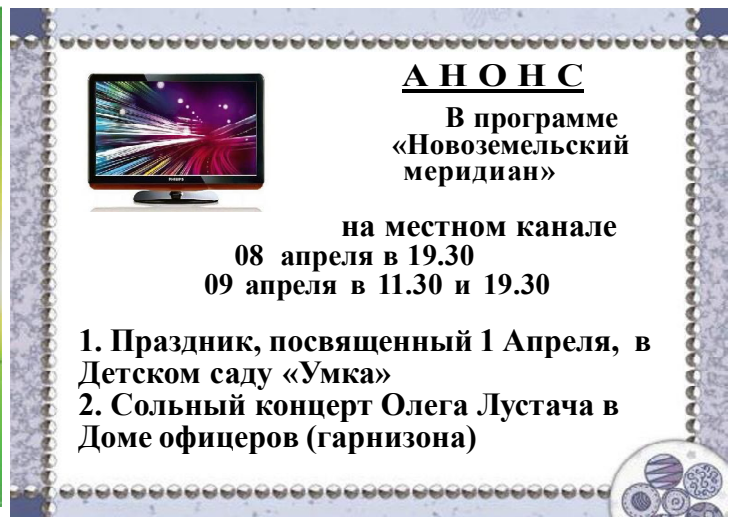 А Н О Н С
В программе
«Новоземельский
меридиан»
PHILIPS
на местном канале
08 апреля в 19.30
09 апреля в 11.30 и 19.30
1. Праздник, посвященный 1 Апреля, в
Детском саду «Умка»
2. Сольный концерт Олега Лустача в
Доме офицеров (гарнизона)